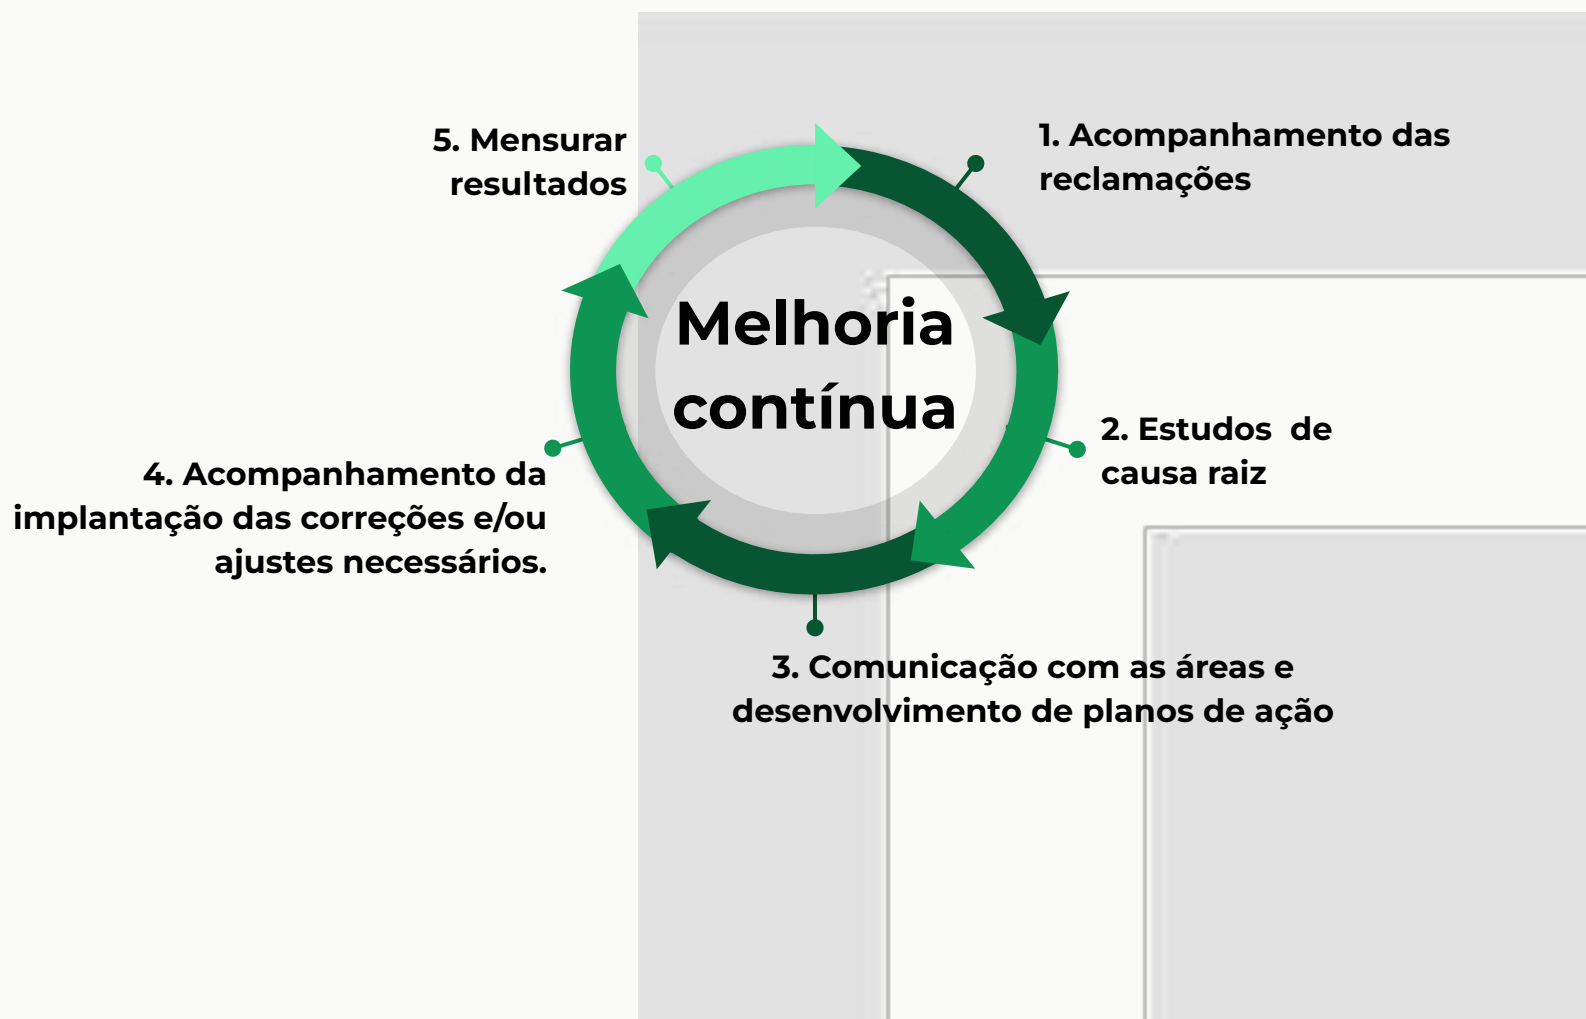 Melhoria
contínua
1. Acompanhamento das
reclamações
2. Estudos  de
causa raiz
3. Comunicação com as áreas e
desenvolvimento de planos de ação
4. Acompanhamento da
implantação das correções e/ou
ajustes necessários.
5. Mensurar
resultados